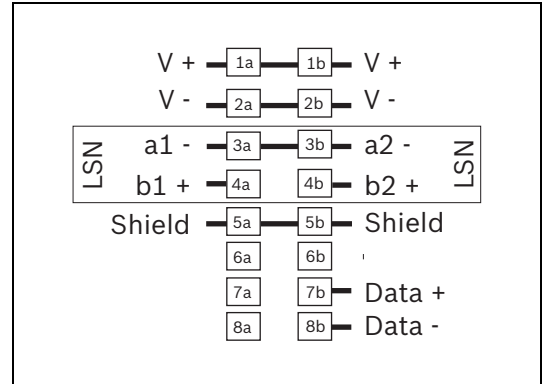 V + 1a 1b V +
V - 2a 2b V -
LSN a1 - 3a 3b a2 - LSN
b1 + 4a 4b b2 +
Shield 5a 5b Shield
6a 6b
7a 7b Data +
8a 8b Data -